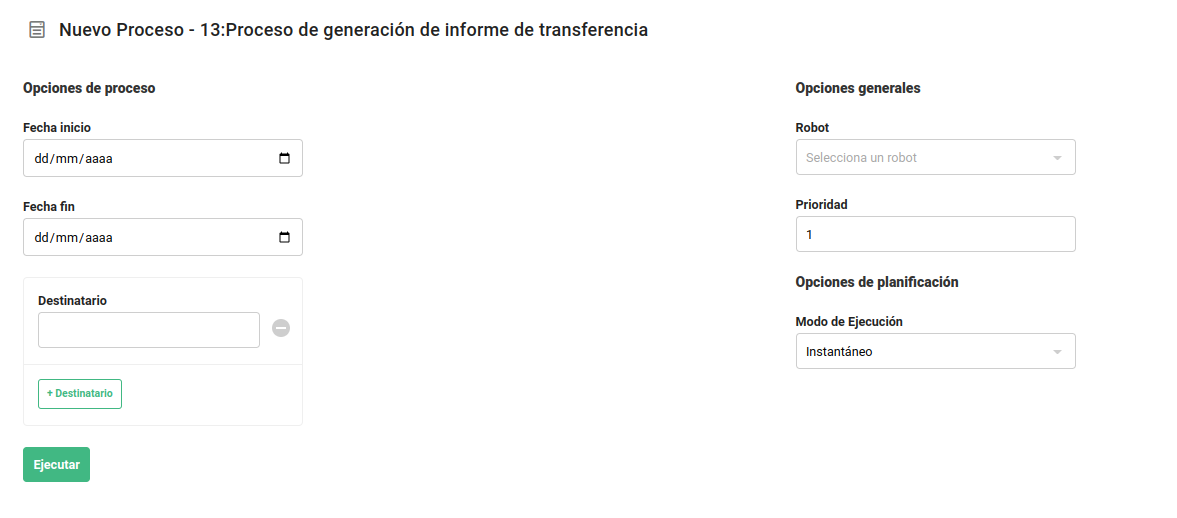 Nuevo Proceso - 13:Proceso de generación de informe de transferencia
Opciones de proceso
Fecha inicio
dd/mm/aaaa
Fecha fin
dd/mm/aaaa
Destinatario
+ Destinatario
Ejecutar
Opciones generales
Robot
Selecciona un robot
Prioridad
1
Opciones de planificación
Modo de Ejecución
Instantáneo